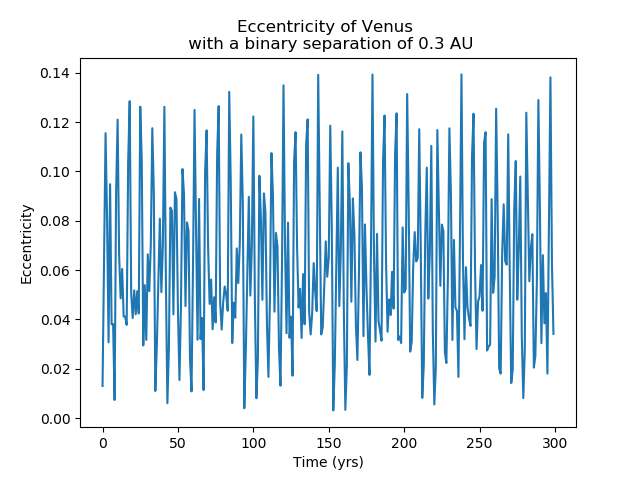 Eccentricity of Venus
with a binary separation of 0.3 AU
0.14
0.12
0.10
0.08
0.06
0.04
0.02
0.00
Eccentricity
0 50 100 150 200 250 300
Time (yrs)